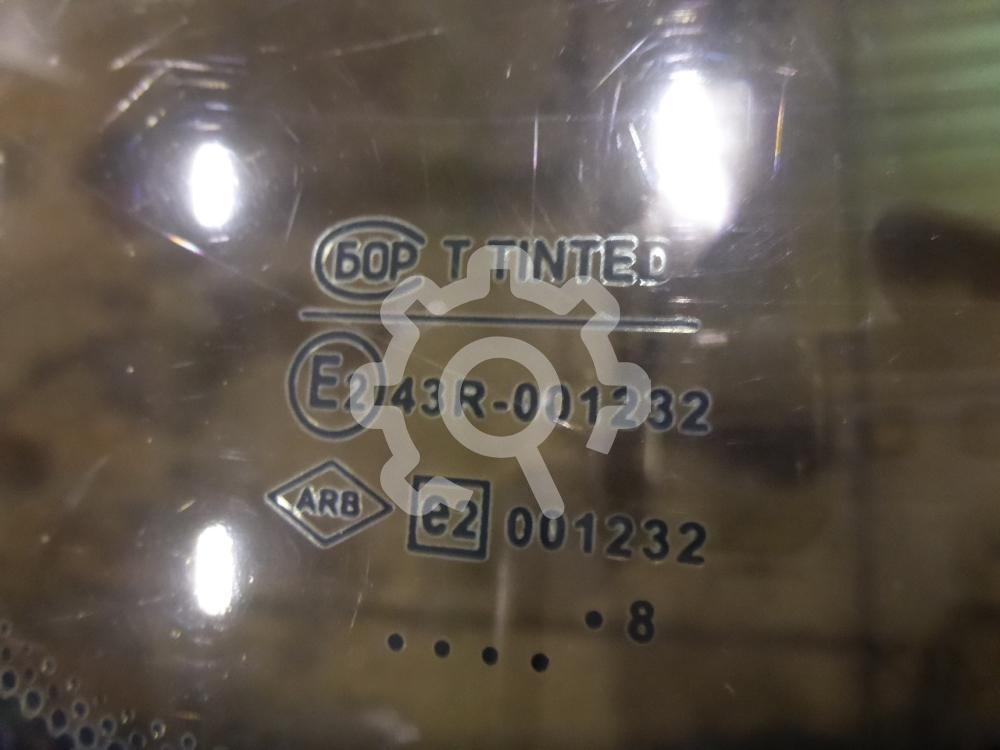 БОР T TINTED
E2 43R-001232
ARB e2 001232
. 8
. . . .